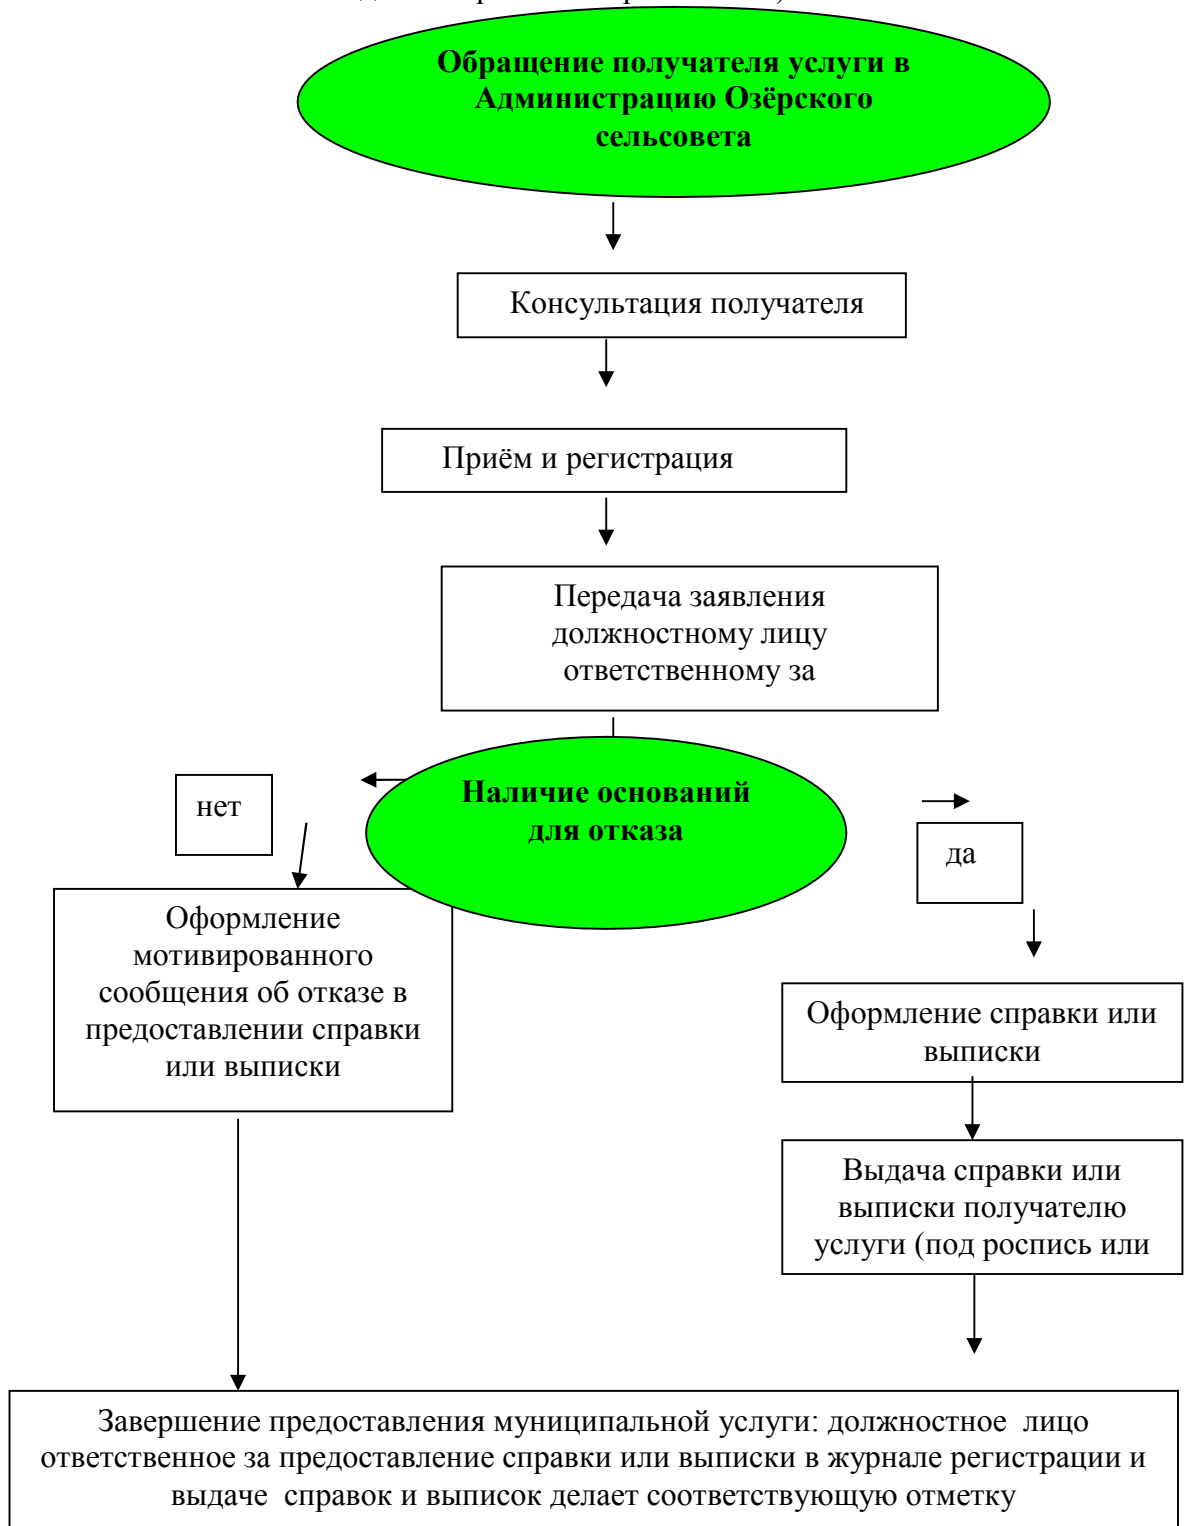 Обращение получателя услуги в
Администрацию Озёрского
сельсовета
Консультация получателя
Приём и регистрация
Передача заявления
должностному лицу
ответственному за
Наличие оснований
для отказа
нет
да
Оформление
мотивированного
сообщения об отказе в
предоставлении справки
или выписки
Оформление справки или
выписки
Выдача справки или
выписки получателю
услуги (под роспись или
Завершение предоставления муниципальной услуги: должностное лицо
ответственное за предоставление справки или выписки в журнале регистрации и
выдаче справок и выписок делает соответствующую отметку